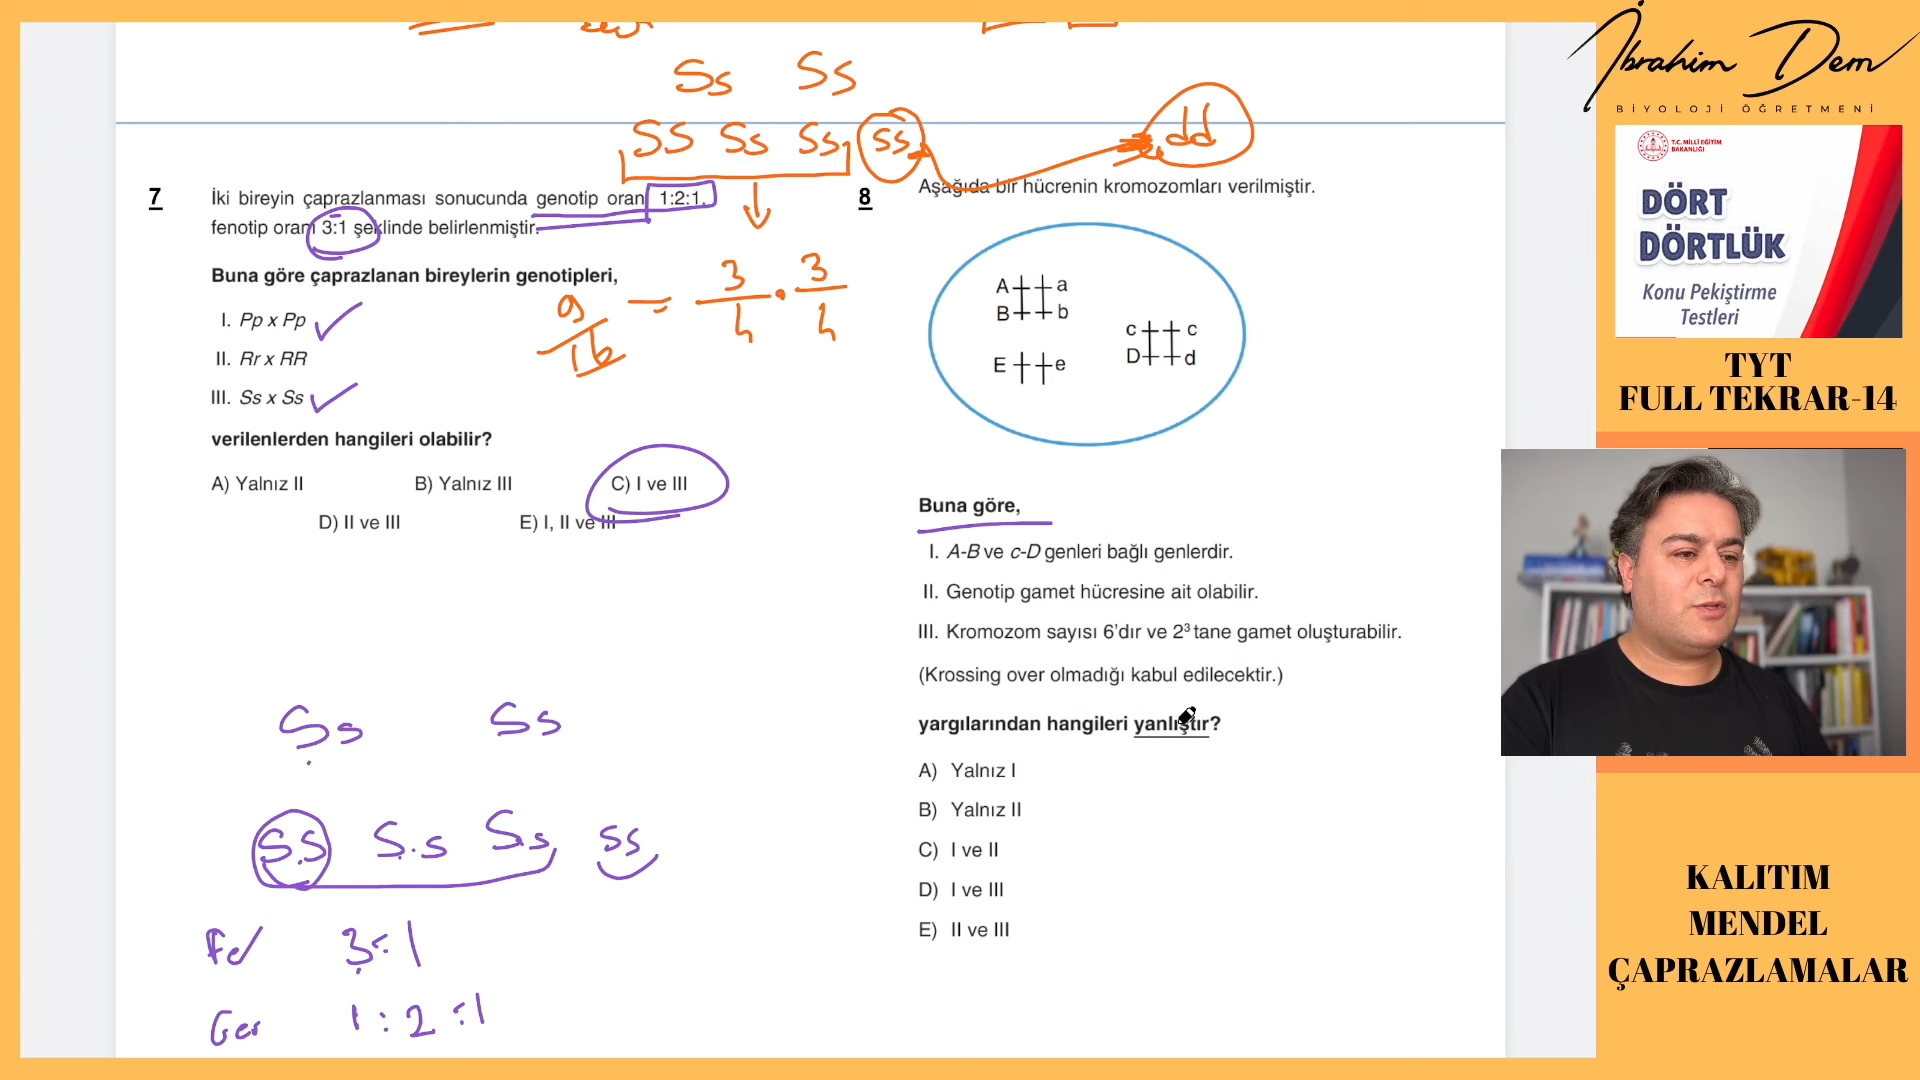 Ss Ss
SS Ss Ss ss dd
7
İki bireyin çaprazlanması sonucunda genotip oran 1:2:1,
fenotip oranı 3:1 şeklinde belirlenmiştir.
Buna göre çaprazlanan bireylerin genotipleri,
I. Pp x Pp
II. Rr x RR
III. Ss x Ss
verilenlerden hangileri olabilir?
A) Yalnız II B) Yalnız III C) I ve III
D) II ve III E) I, II ve III
9/16 = 3/4 . 3/4
Ss Ss
SS Ss Ss ss
Fe 3:1
Gen 1:2:1
8
Aşağıda bir hücrenin kromozomları verilmiştir.
A a
B b
E e
c c
D d
Buna göre,
I. A-B ve c-D genleri bağlı genlerdir.
II. Genotip gamet hücresine ait olabilir.
III. Kromozom sayısı 6’dır ve 2³ tane gamet oluşturabilir.
(Krossing over olmadığı kabul edilecektir.)
yargılarından hangileri yanlıştır?
A) Yalnız I
B) Yalnız II
C) I ve II
D) I ve III
E) II ve III
İbrahim Dem
BİYOLOJİ ÖĞRETMENİ
T.C. MİLLÎ EĞİTİM
BAKANLIĞI
DÖRT
DÖRTLÜK
Konu Pekiştirme
Testleri
TYT
FULL TEKRAR-14
KALITIM
MENDEL
ÇAPRAZLAMALAR